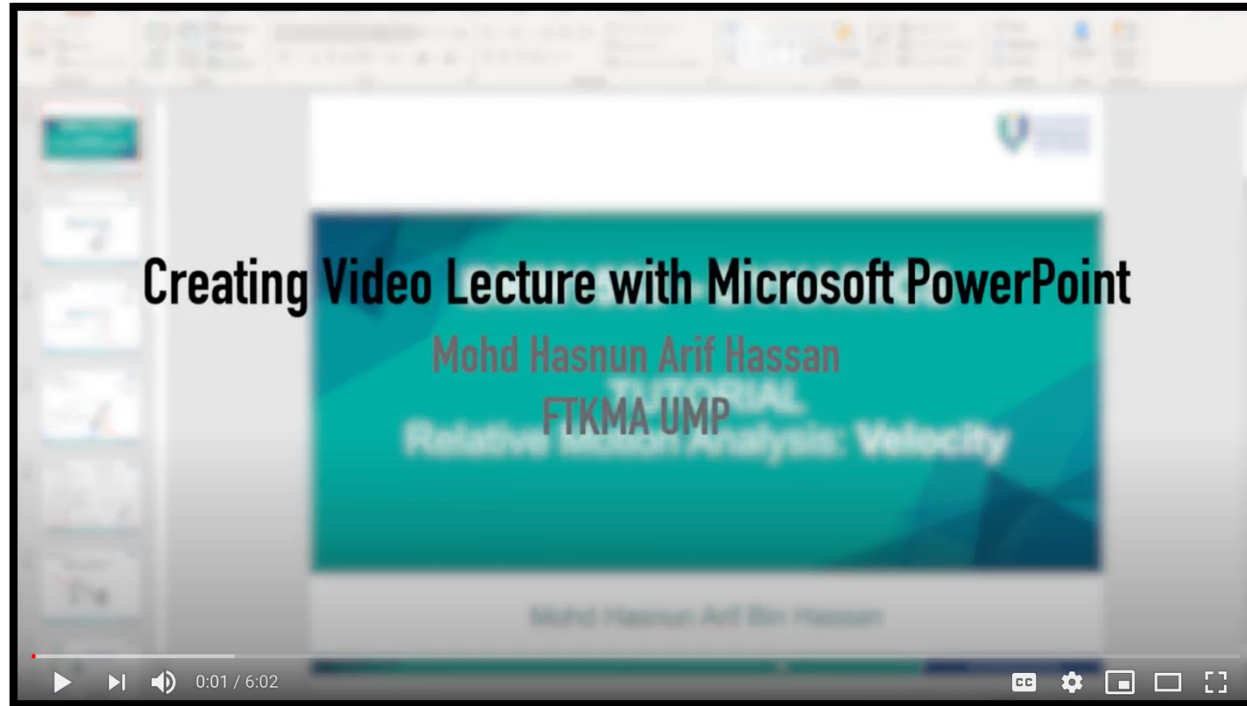 Creating Video Lecture with Microsoft PowerPoint
Mohd Hasnun Arif Hassan
TUTORIAL
FTKMA UMP
Relative Motion Analysis: Velocity
Mohd Hasnun Arif Bin Hassan
0:01 / 6:02
CC